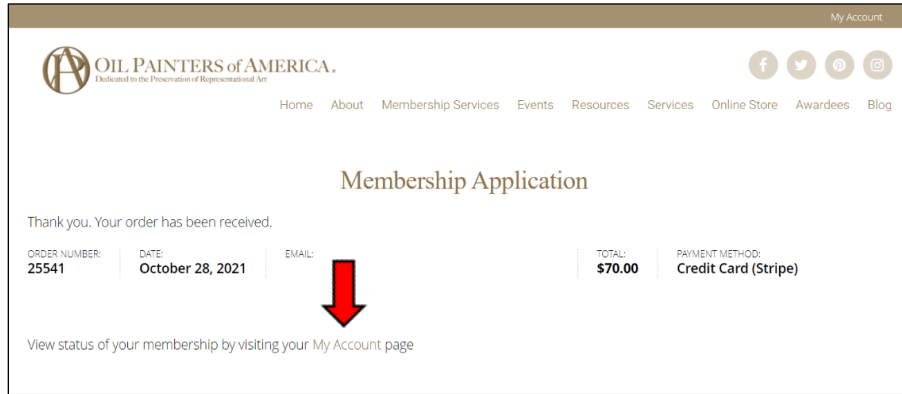 My Account
OPA
OIL PAINTERS of AMERICA.
Dedicated to the Preservation of Representational Art
Home About Membership Services Events Resources Services Online Store Awardees Blog
Membership Application
Thank you. Your order has been received.
ORDER NUMBER: DATE: EMAIL: TOTAL: PAYMENT METHOD:
25541 October 28, 2021 $70.00 Credit Card (Stripe)
View status of your membership by visiting your My Account page